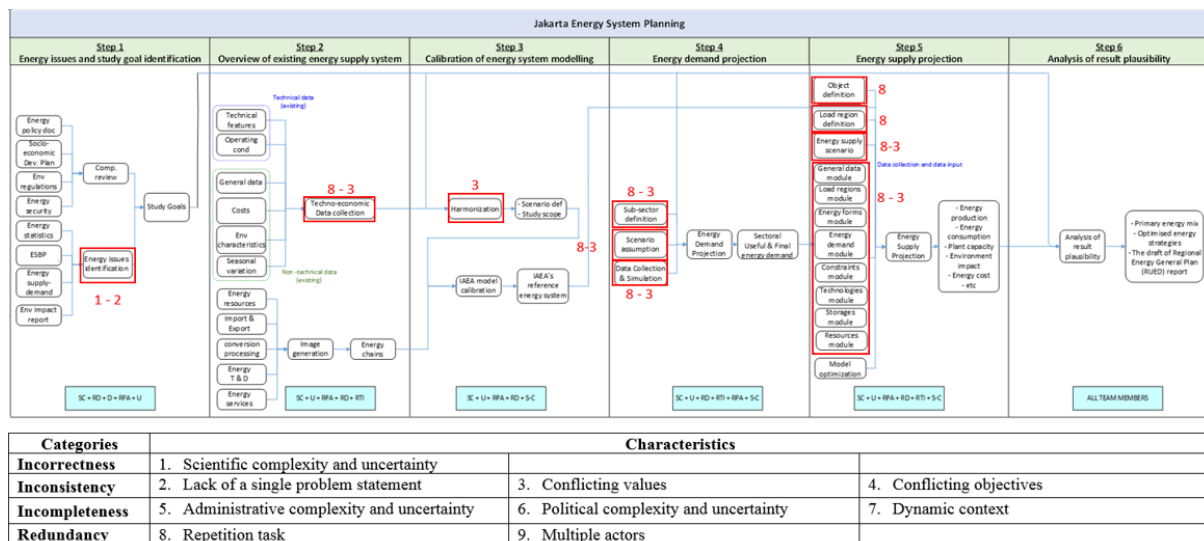 Jakarta Energy System Planning
Step 1
Energy issues and study goal identification
Step 2
Overview of existing energy supply system
Step 3
Calibration of energy system modelling
Step 4
Energy demand projection
Step 5
Energy supply projection
Step 6
Analysis of result plausibility
Energy
policy doc
Socio-
economic
Dev. Plan
Env
regulations
Energy
security
Energy
statistics
ESBP
Energy
supply-
demand
Env impact
report
Comp.
review
Study Goals
Energy issues
identification
1 - 2
SC + RD + D + RPA + U
Technical data
(existing)
Technical
features
Operating
cond
General data
Costs
Env
characteristics
Seasonal
variation
Non -technical data
(existing)
8 - 3
Techno-economic
Data collection
Energy
resources
Import &
Export
conversion
processing
Energy
T & D
Energy
services
Image
generation
Energy
chains
SC + U + RPA + RD + RTI
3
Harmonization
- Scenario def
- Study scope
8-3
IAEA model
calibration
IAEA's
reference
energy system
SC + U + RPA + RD + S-C
8 - 3
Sub-sector
definition
Scenario
assumption
Data Collection
& Simulation
8 - 3
Energy
Demand
Projection
Sectoral
Useful & Final
energy demand
SC + U + RD + RTI + RPA + S-C
Object
definition
8
Load region
definition
8
Energy supply
scenario
8-3
Data collection and data input
General data
module
Load regions
module
Energy forms
module
Energy
demand
module
Constraints
module
Technologies
module
Storages
module
Resources
module
8 - 3
Model
optimization
Energy
Supply
Projection
- Energy
production
- Energy
consumption
- Plant capacity
- Environment
impact
- Energy cost
- etc
SC + U + RPA + RD + RTI + S-C
Analysis of
result
plausibility
- Primary energy mix
- Optimised energy
strategies
- The draft of Regional
Energy General Plan
(RUED) report
ALL TEAM MEMBERS
Categories Characteristics
Incorrectness 1. Scientific complexity and uncertainty
Inconsistency 2. Lack of a single problem statement 3. Conflicting values 4. Conflicting objectives
Incompleteness 5. Administrative complexity and uncertainty 6. Political complexity and uncertainty 7. Dynamic context
Redundancy 8. Repetition task 9. Multiple actors